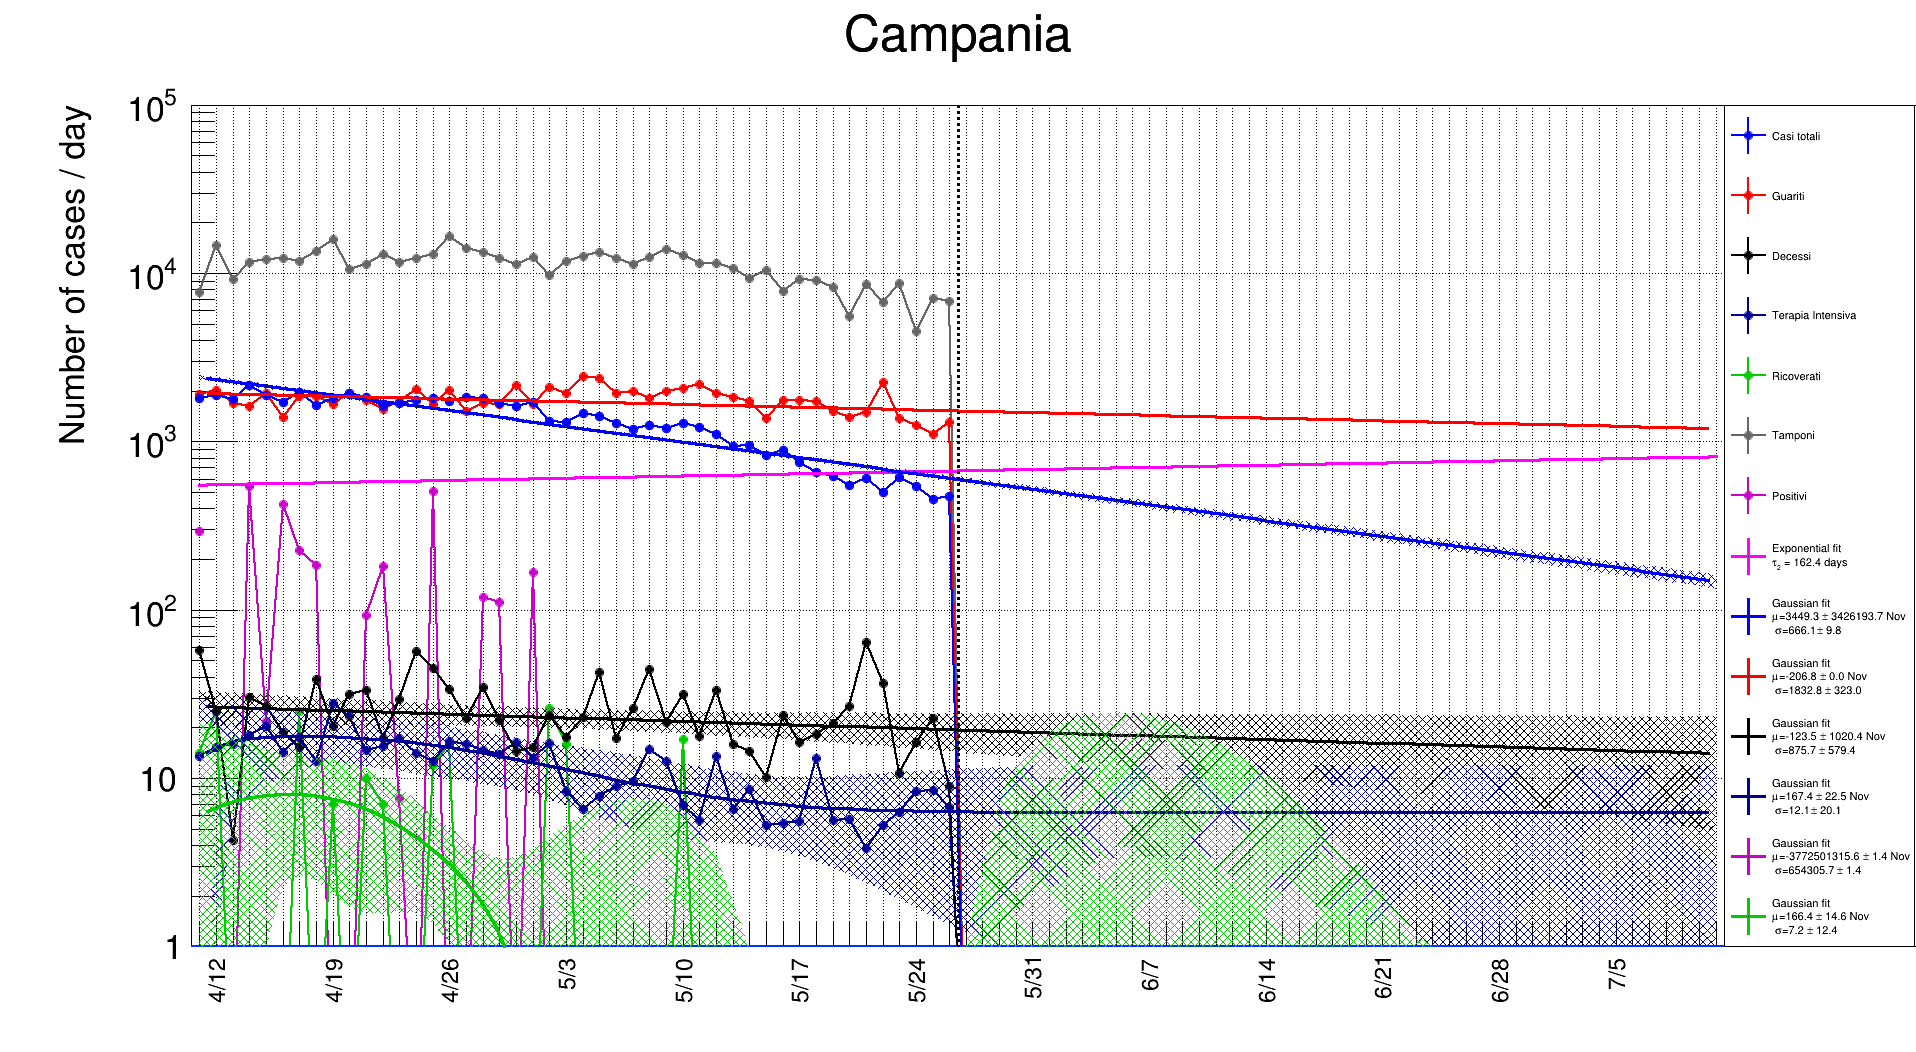 Campania
Number of cases / day
10^5
10^4
10^3
10^2
10
1
4/12
4/19
4/26
5/3
5/10
5/17
5/24
5/31
6/7
6/14
6/21
6/28
7/5
Casi totali
Guariti
Decessi
Terapia Intensiva
Ricoverati
Tamponi
Positivi
Exponential fit
τ₂ = 162.4 days
Gaussian fit
μ=3449.3 ± 3426193.7 Nov
σ=666.1 ± 9.8
Gaussian fit
μ=-206.8 ± 0.0 Nov
σ=1832.8 ± 323.0
Gaussian fit
μ=-123.5 ± 1020.4 Nov
σ=875.7 ± 579.4
Gaussian fit
μ=167.4 ± 22.5 Nov
σ=12.1 ± 20.1
Gaussian fit
μ=-3772501315.6 ± 1.4 Nov
σ=654305.7 ± 1.4
Gaussian fit
μ=166.4 ± 14.6 Nov
σ=7.2 ± 12.4